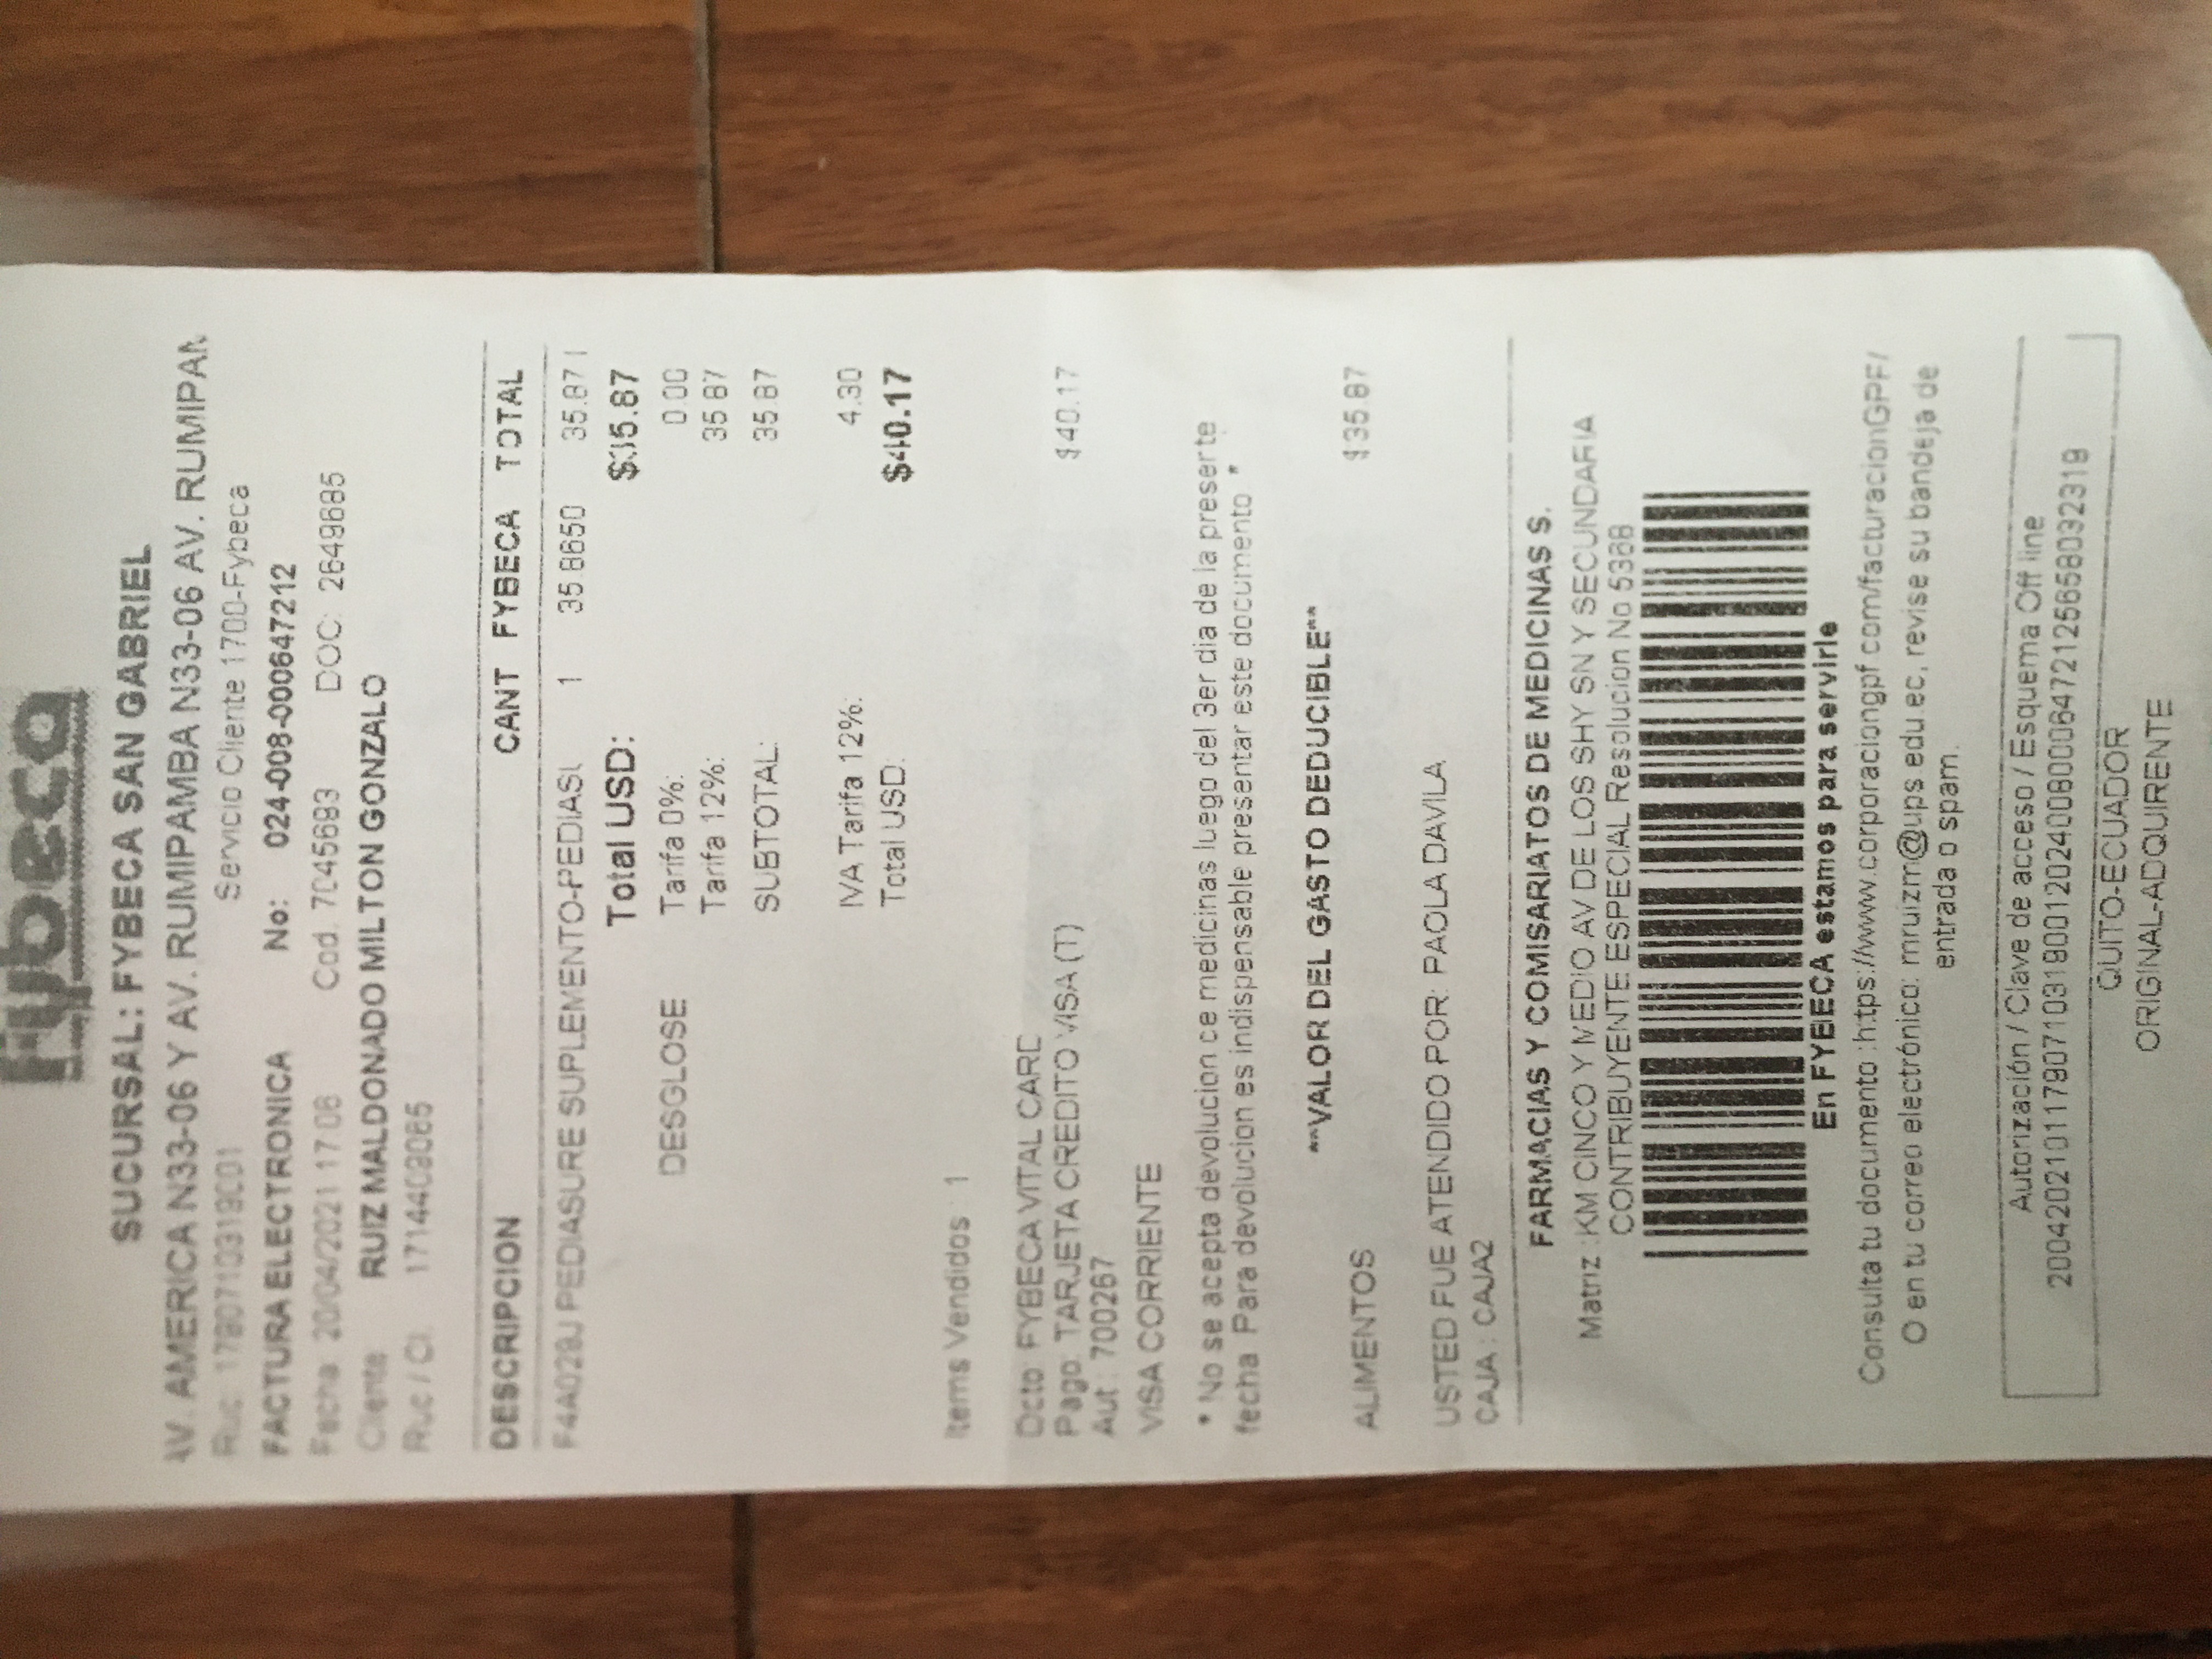 Fybeca
SUCURSAL: FYBECA SAN GABRIEL
AV. AMERICA N33-06 Y AV. RUMIPAMBA N33-06 AV. RUMIPAM
Ruc: 1790710319001 Servicio Cliente 1700-Fybeca
FACTURA ELECTRONICA No: 024-008-000647212
Fecha: 20/04/2021 17:08 Cod. 7045693 DOC: 2649685
Cliente RUIZ MALDONADO MILTON GONZALO
Ruc / CI. 1714409085
DESCRIPCION CANT FYBECA TOTAL
F4A029J PEDIASURE SUPLEMENTO-PEDIASU 1 35.8650 35.87 I
Total USD: $35.87
DESGLOSE Tarifa 0%: 0.00
Tarifa 12%: 35.87
SUBTOTAL: 35.87
IVA Tarifa 12%: 4.30
Total USD: $40.17
Items Vendidos : 1
Dcto: FYBECA VITAL CARD
Pago: TARJETA CREDITO VISA (T) $40.17
Aut : 700267
VISA CORRIENTE
* No se acepta devolucion de medicinas luego del 3er dia de la presente
fecha. Para devolucion es indispensable presentar este documento. *
**VALOR DEL GASTO DEDUCIBLE**
ALIMENTOS $35.87
USTED FUE ATENDIDO POR: PAOLA DAVILA
CAJA : CAJA2
FARMACIAS Y COMISARIATOS DE MEDICINAS S.
Matriz :KM CINCO Y MEDIO AV DE LOS SHY SN Y SECUNDARIA
CONTRIBUYENTE ESPECIAL Resolucion No 5368
En FYBECA estamos para servirle
Consulta tu documento :https://www.corporaciongpf.com/facturacionGPF/
O en tu correo electrónico: mruizm@ups.edu.ec, revise su bandeja de
entrada o spam.
Autorización / Clave de acceso / Esquema Off line
2004202101179071031900120240080006472125658032319
QUITO-ECUADOR
ORIGINAL-ADQUIRENTE